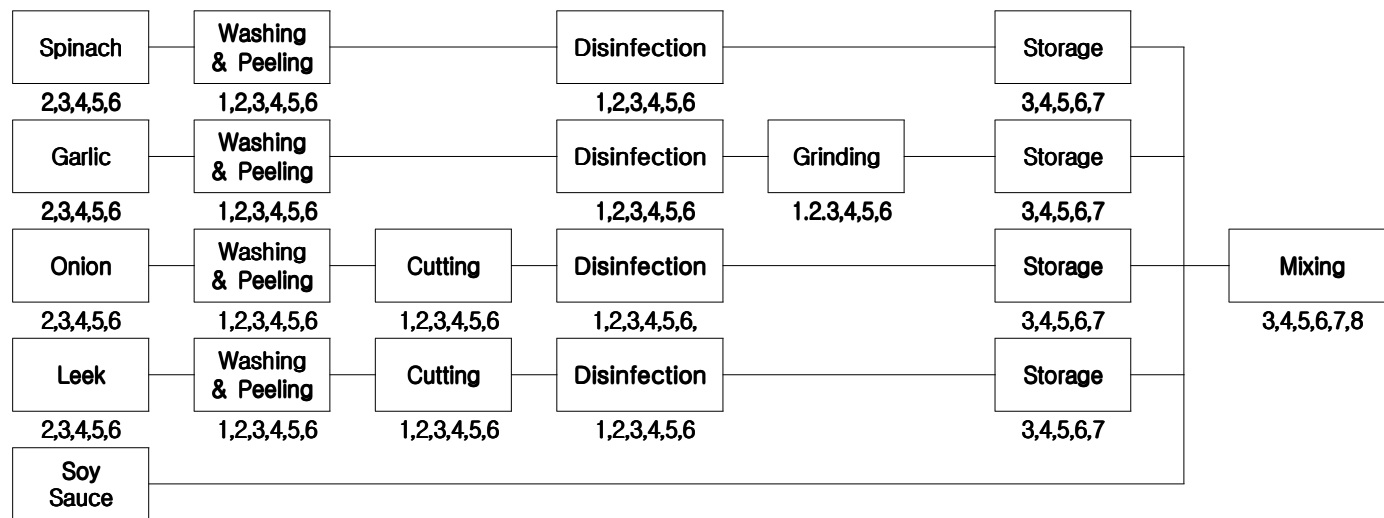 Spinach
Washing
& Peeling
Disinfection
Storage
2,3,4,5,6
1,2,3,4,5,6
1,2,3,4,5,6
3,4,5,6,7
Garlic
Washing
& Peeling
Disinfection
Grinding
Storage
2,3,4,5,6
1,2,3,4,5,6
1,2,3,4,5,6
1.2.3,4,5,6
3,4,5,6,7
Onion
Washing
& Peeling
Cutting
Disinfection
Storage
Mixing
2,3,4,5,6
1,2,3,4,5,6
1,2,3,4,5,6
1,2,3,4,5,6,
3,4,5,6,7
3,4,5,6,7,8
Leek
Washing
& Peeling
Cutting
Disinfection
Storage
2,3,4,5,6
1,2,3,4,5,6
1,2,3,4,5,6
1,2,3,4,5,6
3,4,5,6,7
Soy
Sauce